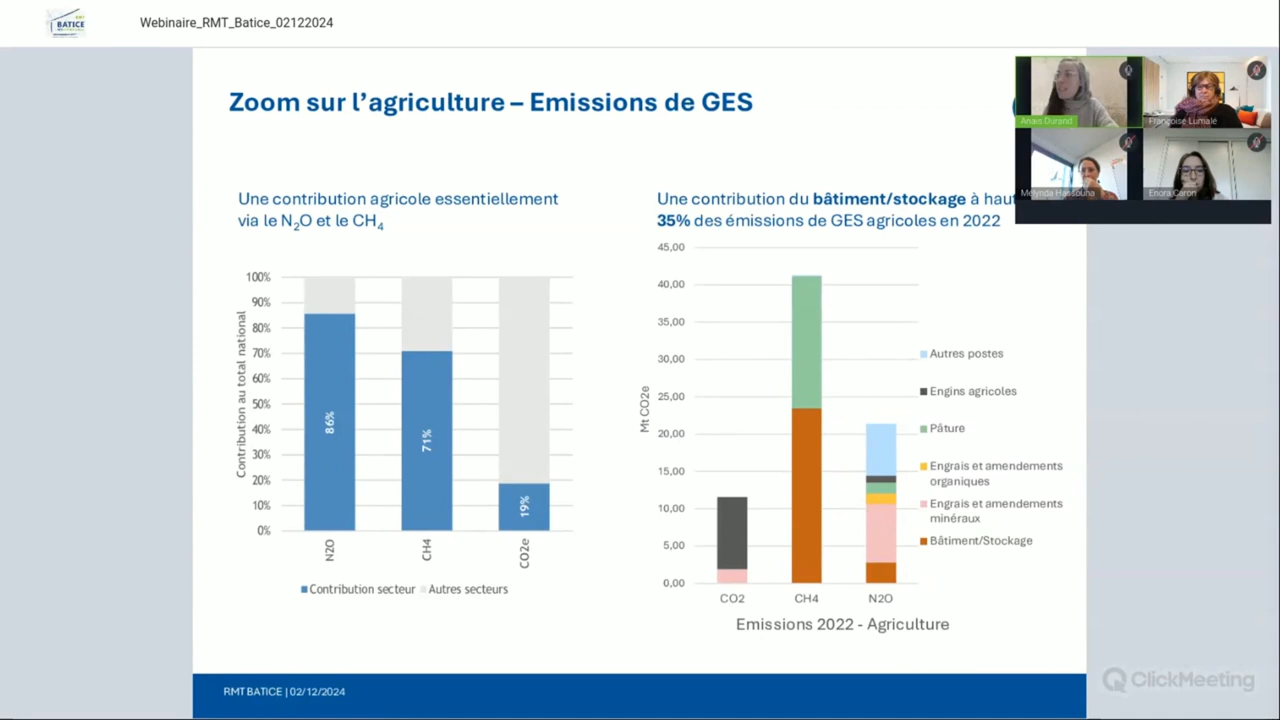 BATICE
Webinaire_RMT_Batice_02122024
Zoom sur l’agriculture – Emissions de GES
Anais Durand
Françoise Lumalé
Melynda Hassouna
Enora Ceron
Une contribution agricole essentiellement
via le N₂O et le CH₄
Une contribution du bâtiment/stockage à
35% des émissions de GES agricoles en 2022
Contribution au total national
100%
90%
80%
70%
60%
50%
40%
30%
20%
10%
0%
86%
71%
19%
N2O
CH4
CO2e
Contribution secteur
Autres secteurs
Mt CO2e
45,00
40,00
35,00
30,00
25,00
20,00
15,00
10,00
5,00
0,00
CO2
CH4
N2O
Emissions 2022 - Agriculture
Autres postes
Engins agricoles
Pâture
Engrais et amendements
organiques
Engrais et amendements
minéraux
Bâtiment/Stockage
RMT BATICE | 02/12/2024
ClickMeeting